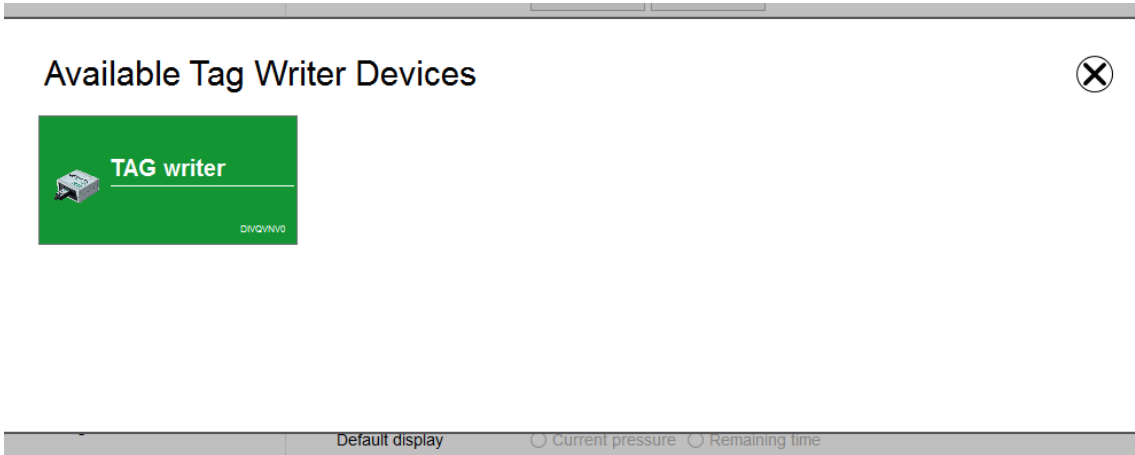 Available Tag Writer Devices
TAG writer
DIVQVNV0
Default display Current pressure Remaining time